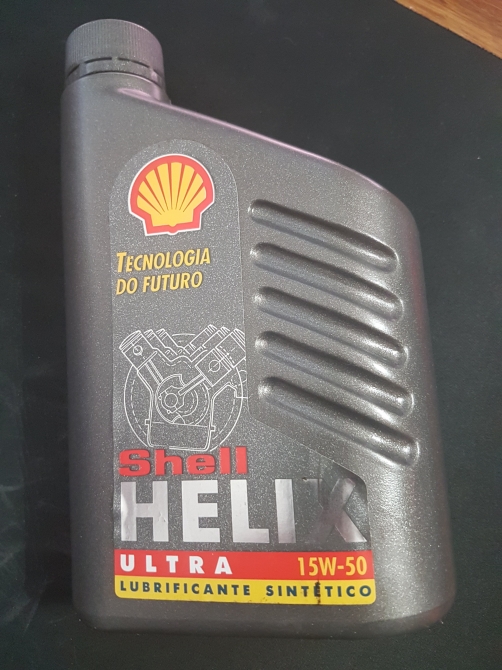 TECNOLOGIA
DO FUTURO
Shell
HELIX
ULTRA 15W-50
LUBRIFICANTE SINTÉTICO